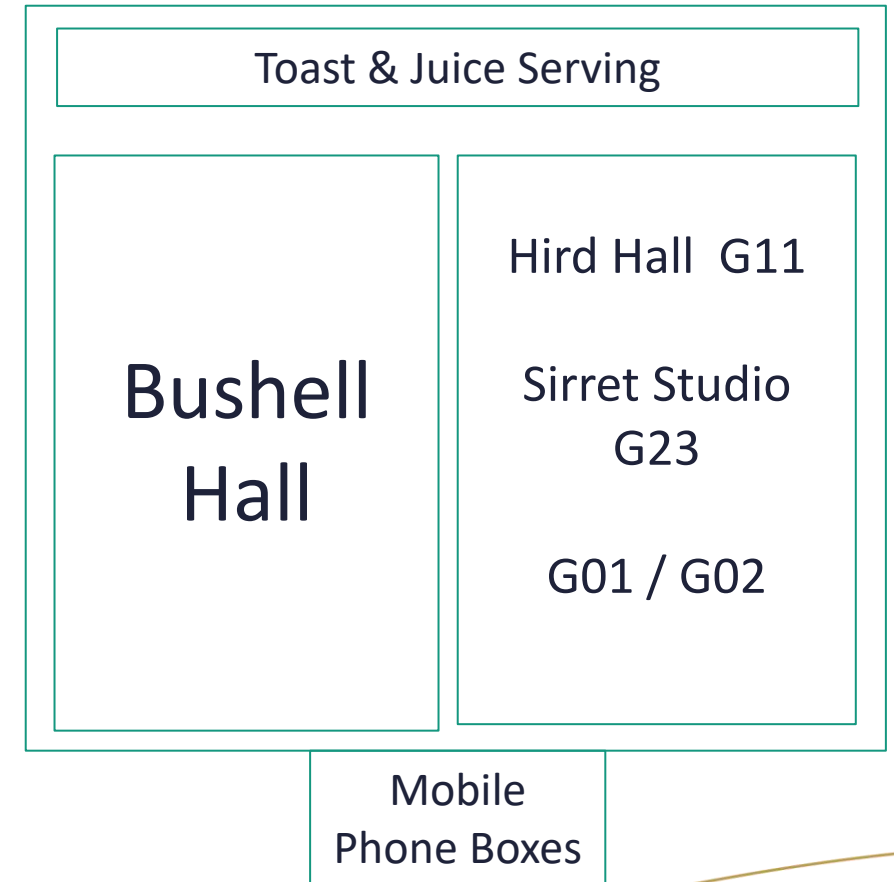 Toast & Juice Serving
Bushell
Hall
Hird Hall  G11
Sirret Studio
G23
G01 / G02
Mobile
Phone Boxes